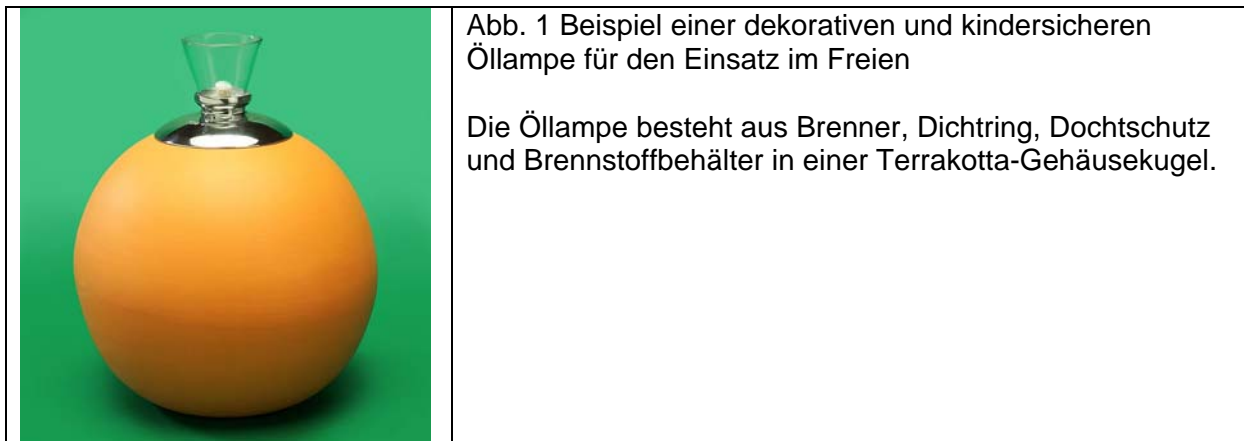 Abb. 1 Beispiel einer dekorativen und kindersicheren
Öllampe für den Einsatz im Freien
Die Öllampe besteht aus Brenner, Dichtring, Dochtschutz
und Brennstoffbehälter in einer Terrakotta-Gehäusekugel.